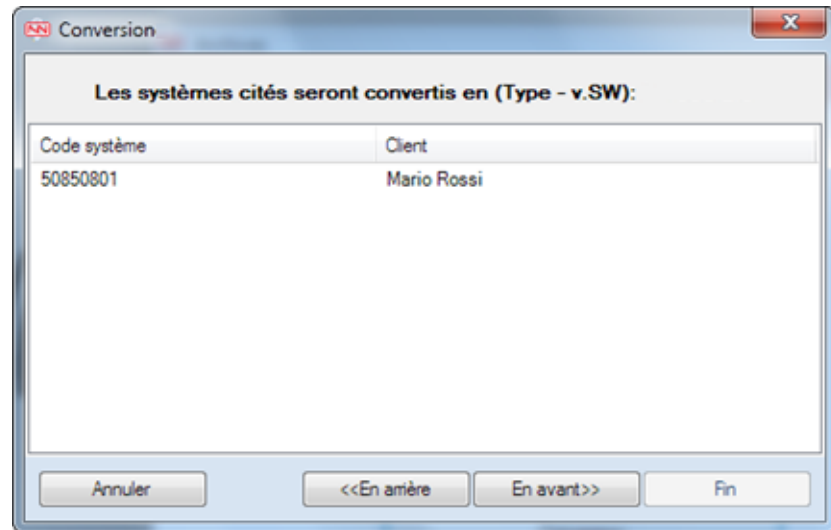 Conversion
Les systèmes cités seront convertis en (Type - v.SW):
Code système Client
50850801 Mario Rossi
Annuler <<En arrière En avant>> Fin